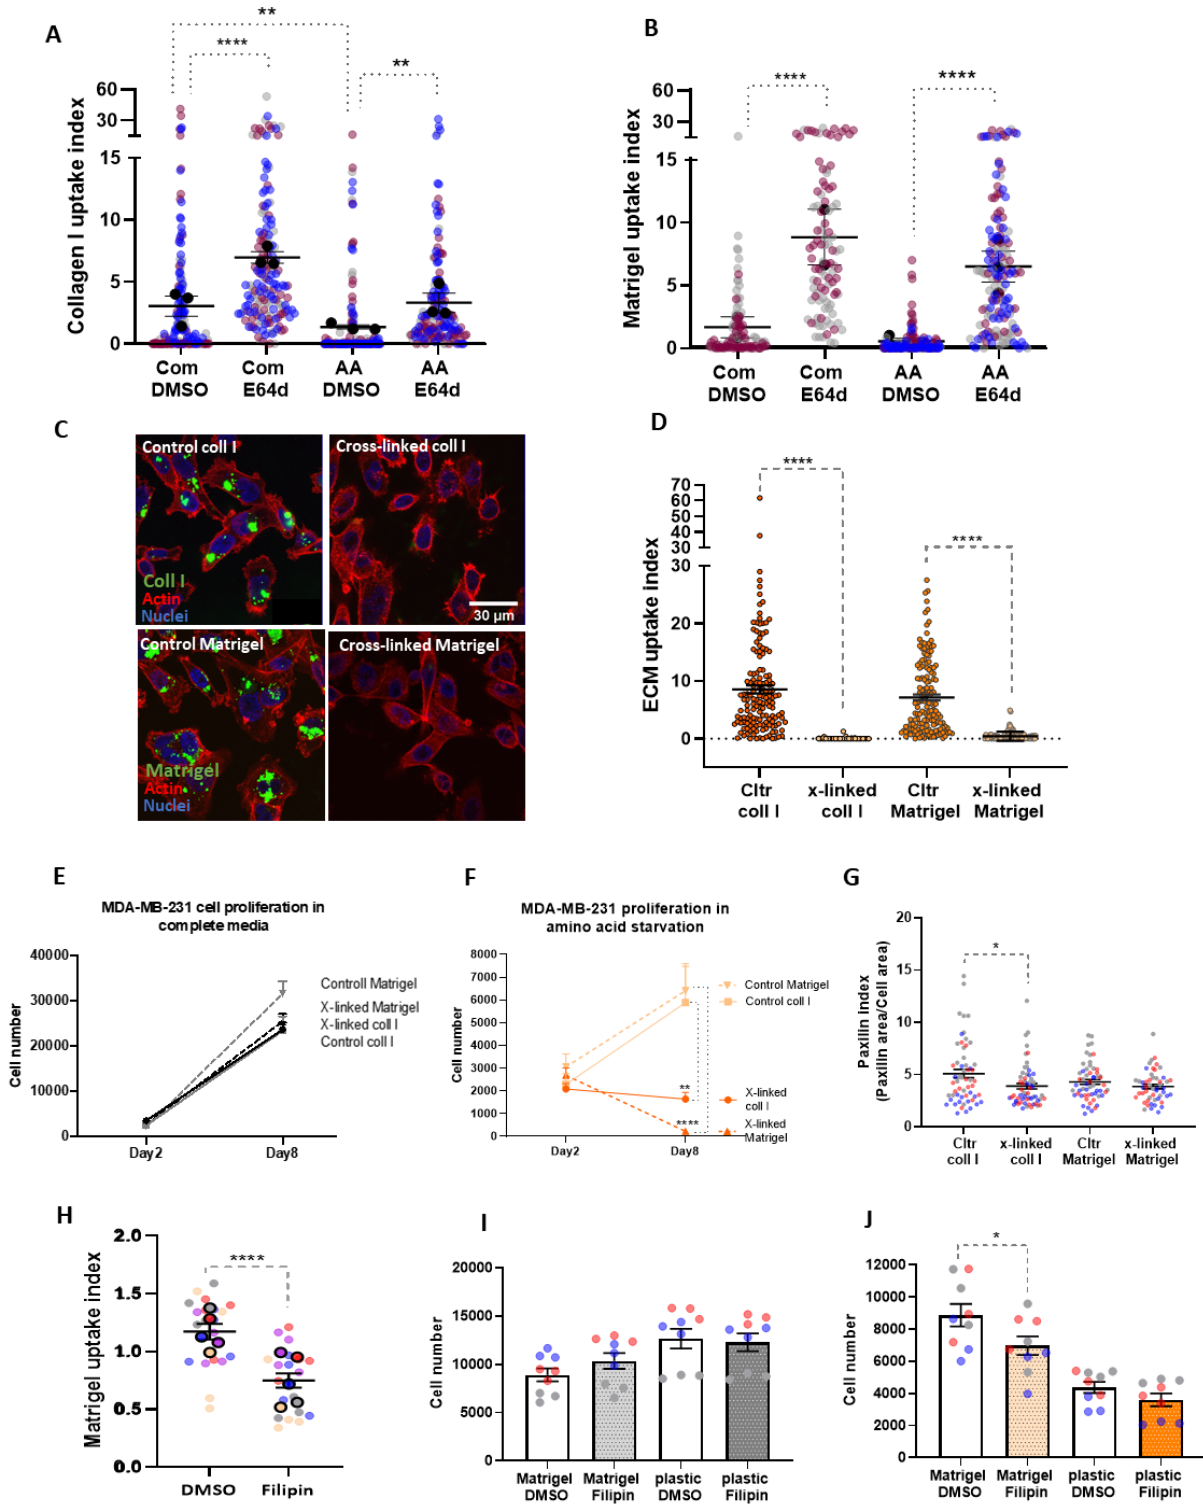 A
**
****
**
Collagen I uptake index
60
30
15
10
5
0
Com
DMSO
Com
E64d
AA
DMSO
AA
E64d
B
****
****
Matrigel uptake index
60
30
15
10
5
0
Com
DMSO
Com
E64d
AA
DMSO
AA
E64d
C
Control coll I
Cross-linked coll I
Coll I
Actin
Nuclei
30 µm
Control Matrigel
Cross-linked Matrigel
Matrigel
Actin
Nuclei
D
****
****
ECM uptake index
70
60
50
40
30
30
20
10
0
Cltr
coll I
x-linked
coll I
Cltr
Matrigel
x-linked
Matrigel
E
MDA-MB-231 cell proliferation in
complete media
Cell number
40000
30000
20000
10000
0
Day2
Day8
Controll Matrigel
X-linked Matrigel
X-linked coll I
Control coll I
F
MDA-MB-231 proliferation in
amino acid starvation
Cell number
8000
7000
6000
5000
4000
3000
2000
1000
0
Day2
Day8
**
****
Control Matrigel
Control coll I
X-linked
coll I
X-linked
Matrigel
G
*
Paxilin index
(Paxilin area/Cell area)
20
15
10
5
0
Cltr
coll I
x-linked
coll I
Cltr
Matrigel
x-linked
Matrigel
H
****
Matrigel uptake index
2.0
1.5
1.0
0.5
0.0
DMSO
Filipin
I
Cell number
20000
15000
10000
5000
0
Matrigel
DMSO
Matrigel
Filipin
plastic
DMSO
plastic
Filipin
J
*
Cell number
12000
10000
8000
6000
4000
2000
0
Matrigel
DMSO
Matrigel
Filipin
plastic
DMSO
plastic
Filipin